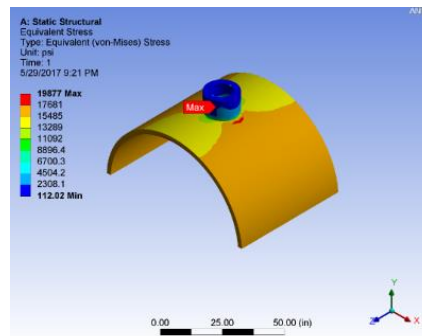 A: Static Structural
Equivalent Stress
Type: Equivalent (von-Mises) Stress
Unit: psi
Time: 1
5/29/2017 9:21 PM
19877 Max
17681
15485
13289
11092
8896.4
6700.3
4504.2
2308.1
112.02 Min
Max
0.00 25.00 50.00 (in)
Y
Z X